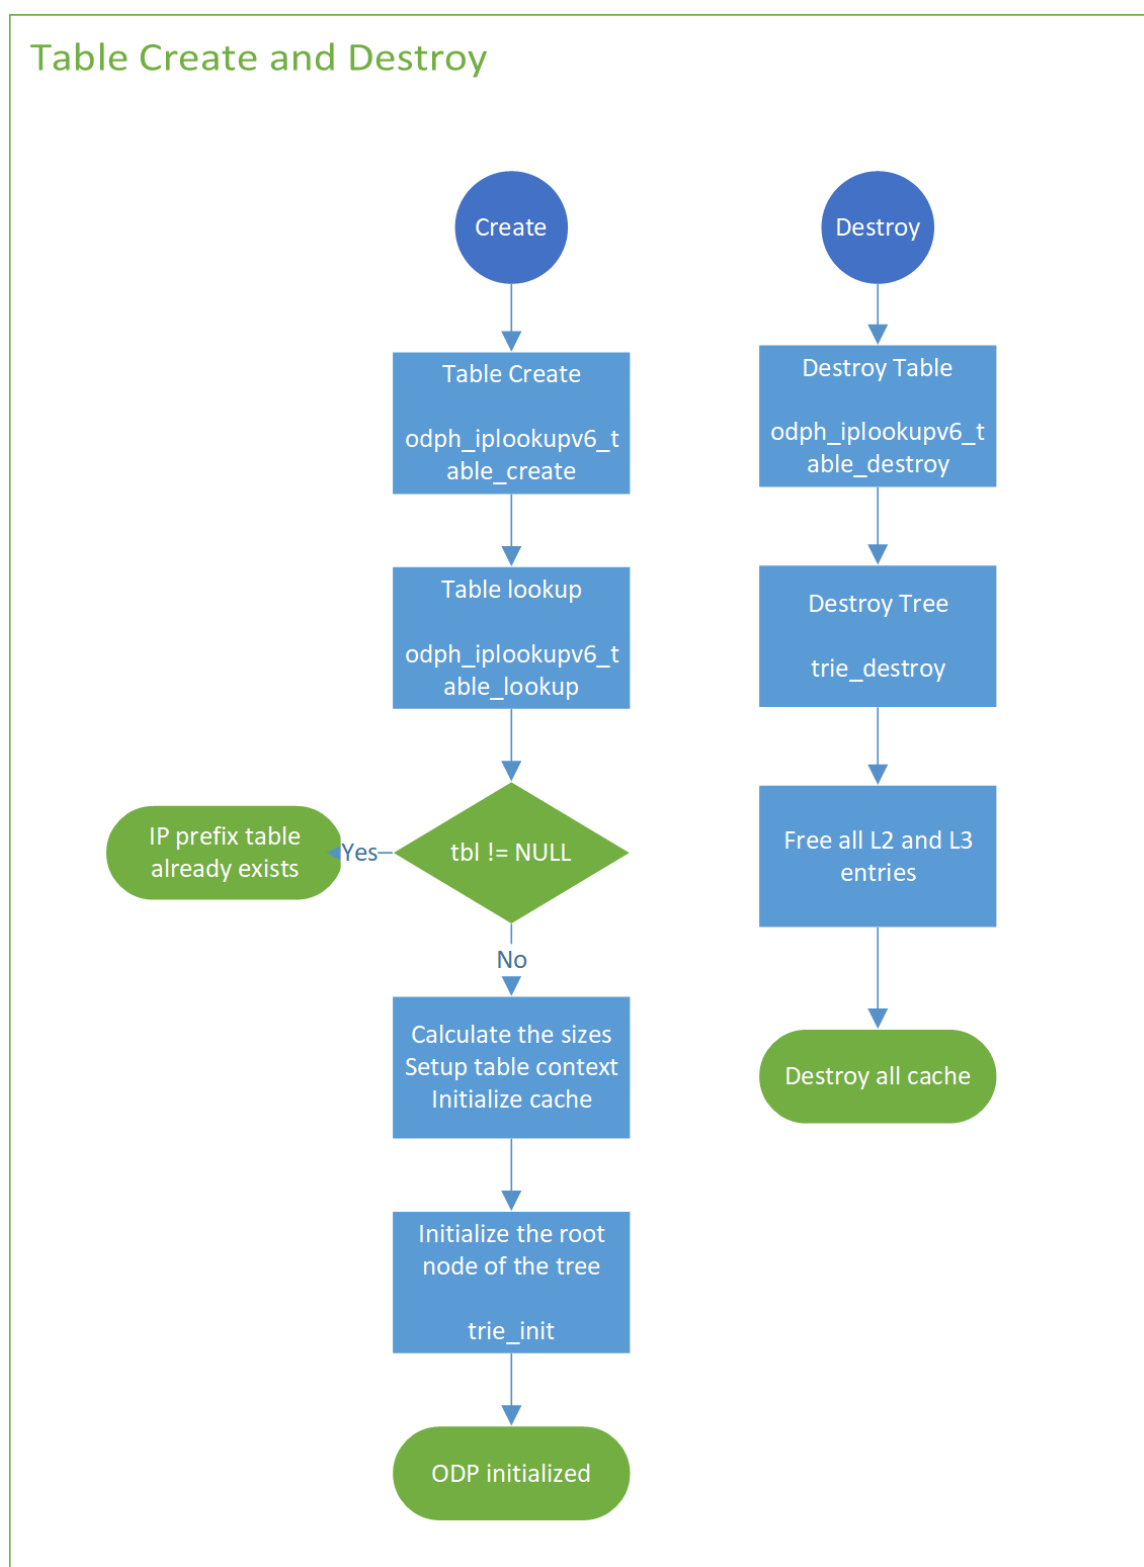 Table Create and Destroy
Create
Table Create
odph_iplookupv6_t
able_create
Table lookup
odph_iplookupv6_t
able_lookup
tbl != NULL
Yes
IP prefix table
already exists
No
Calculate the sizes
Setup table context
Initialize cache
Initialize the root
node of the tree
trie_init
ODP initialized
Destroy
Destroy Table
odph_iplookupv6_t
able_destroy
Destroy Tree
trie_destroy
Free all L2 and L3
entries
Destroy all cache